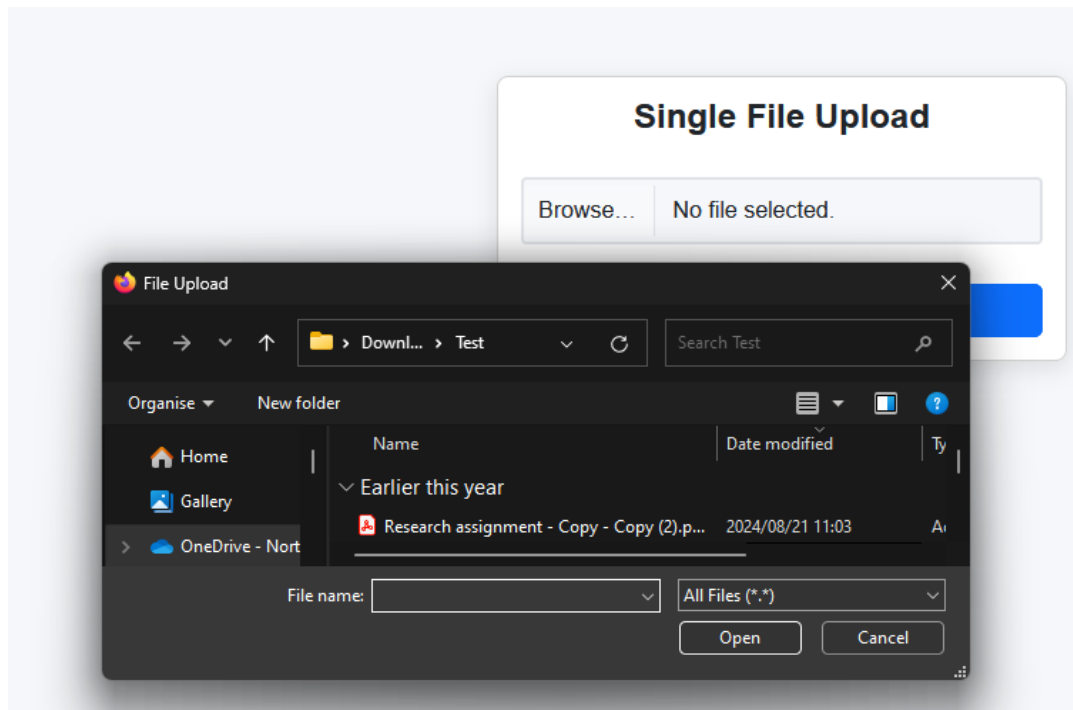 Single File Upload
Browse... No file selected.
File Upload
Downl... Test
Search Test
Organise New folder
Name Date modified Ty
Earlier this year
Research assignment - Copy - Copy (2).p... 2024/08/21 11:03
Home
Gallery
OneDrive - Nort
File name: All Files (*.*)
Open Cancel